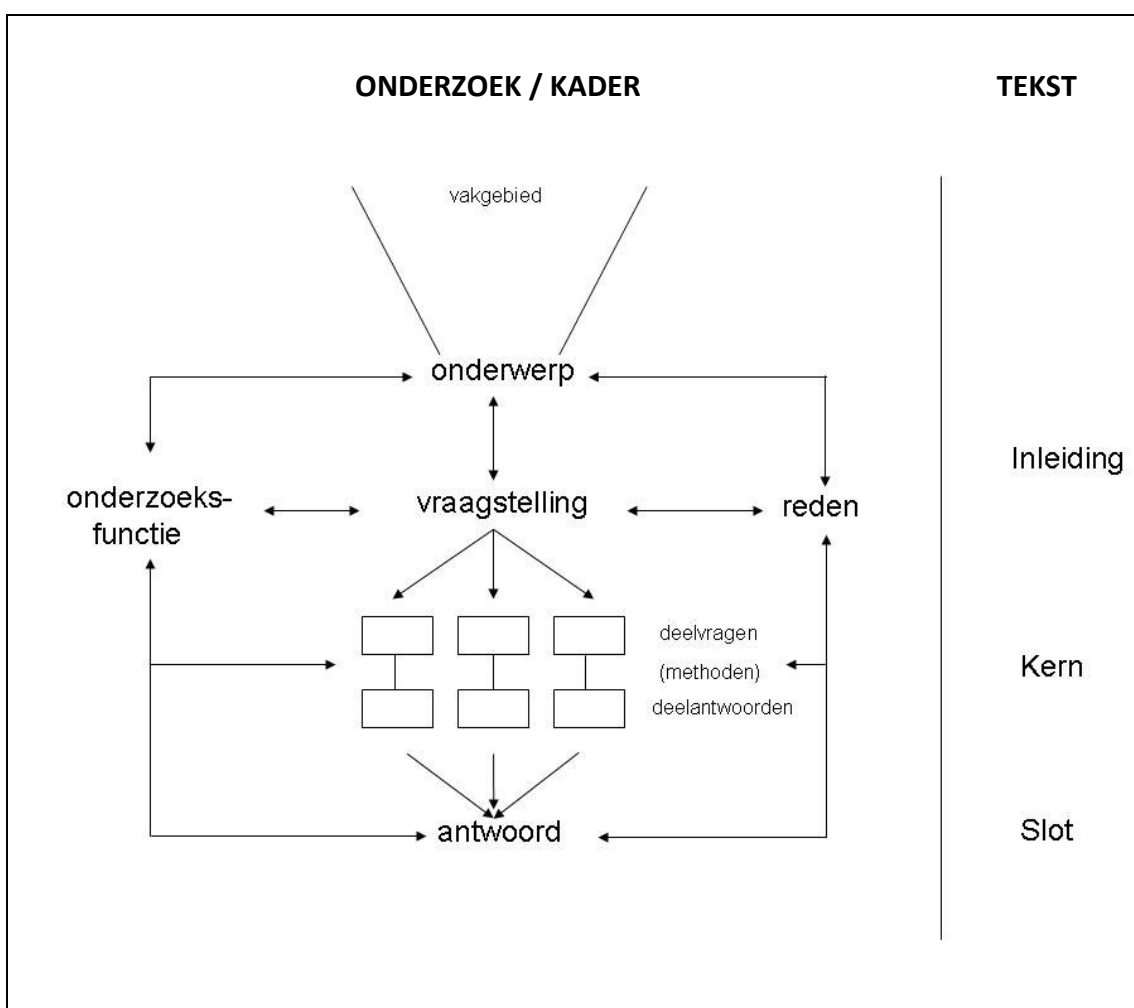 ONDERZOEK / KADER
TEKST
vakgebied
onderwerp
Inleiding
onderzoeks-
functie
vraagstelling
reden
deelvragen
(methoden)
deelantwoorden
Kern
antwoord
Slot